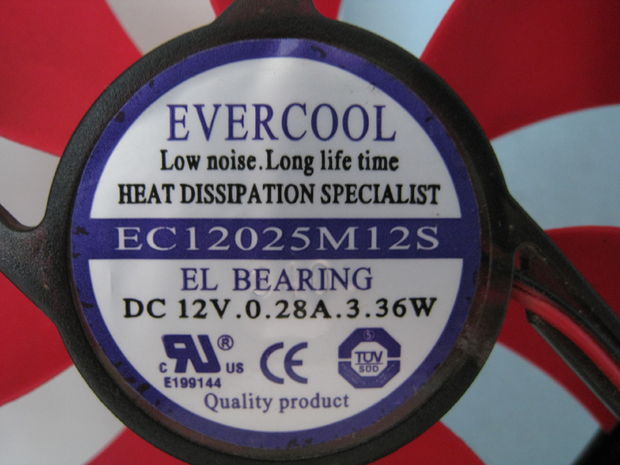 EVERCOOL
Low noise.Long life time
HEAT DISSIPATION SPECIALIST
EC12025M12S
EL BEARING
DC 12V.0.28A.3.36W
c RU® US CE TÜV
E199144 SÜD
Quality product